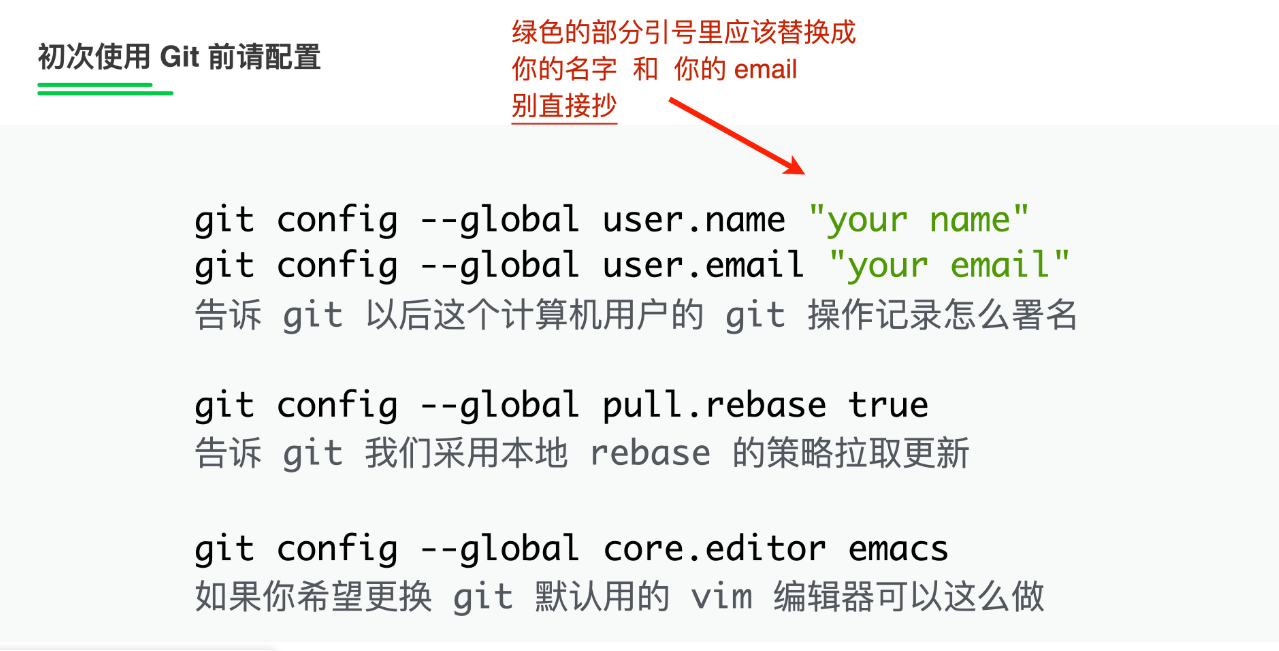 初次使用 Git 前请配置
绿色的部分引号里应该替换成
你的名字 和 你的 email
别直接抄
git config --global user.name "your name"
git config --global user.email "your email"
告诉 git 以后这个计算机用户的 git 操作记录怎么署名
git config --global pull.rebase true
告诉 git 我们采用本地 rebase 的策略拉取更新
git config --global core.editor emacs
如果你希望更换 git 默认用的 vim 编辑器可以这么做